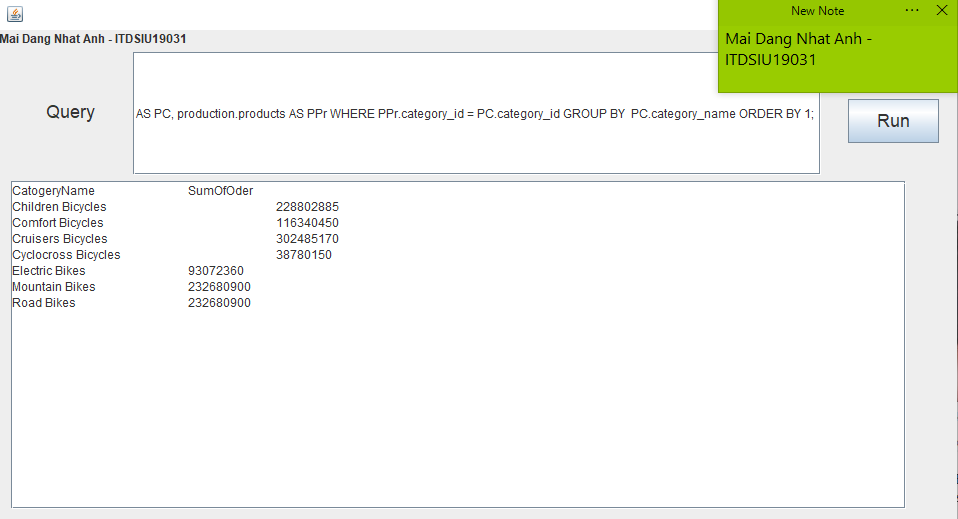 New Note
Mai Dang Nhat Anh - ITDSIU19031
Mai Dang Nhat Anh -
ITDSIU19031
Query
AS PC, production.products AS PPr WHERE PPr.category_id = PC.category_id GROUP BY  PC.category_name ORDER BY 1;
Run
CatogeryName SumOfOder
Children Bicycles 228802885
Comfort Bicycles 116340450
Cruisers Bicycles 302485170
Cyclocross Bicycles 38780150
Electric Bikes 93072360
Mountain Bikes 232680900
Road Bikes 232680900